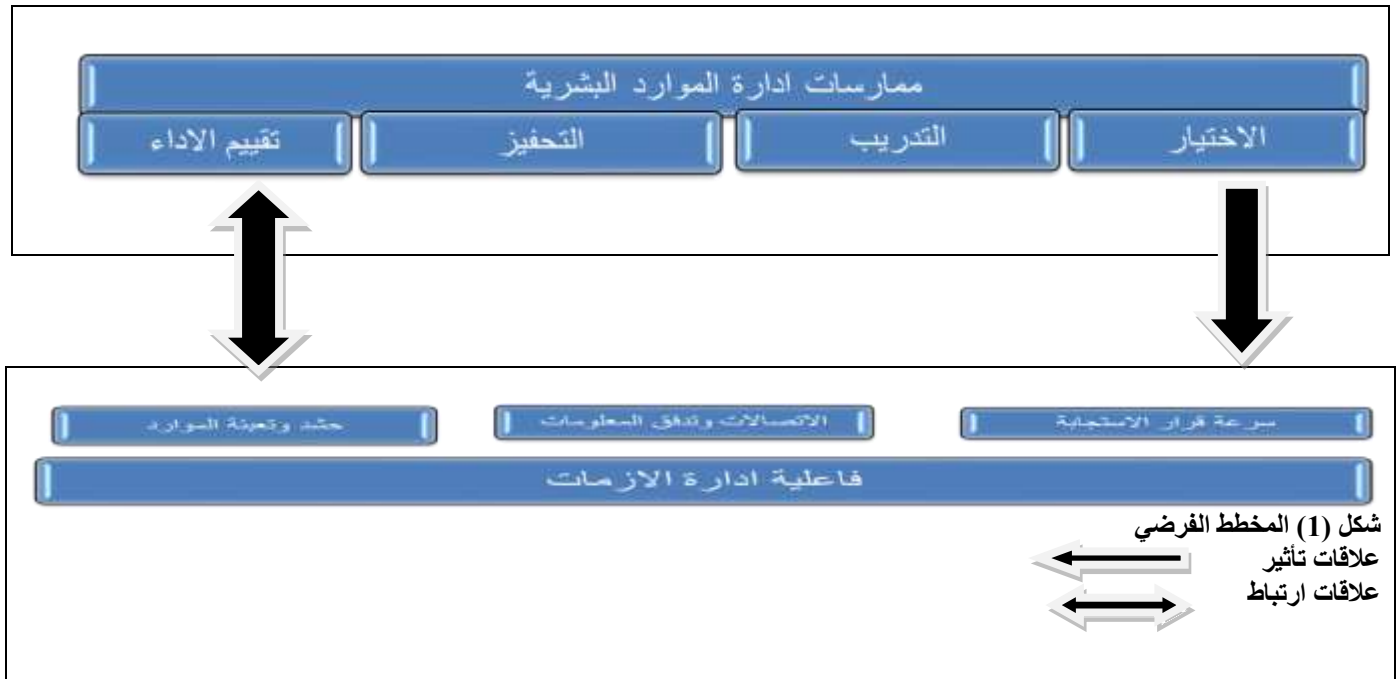 ممارسات ادارة الموارد البشرية
الاختيار التدريب التحفيز تقييم الاداء
سرعة قرار الاستجابة الاتصالات وتدفق المعلومات حشد وتعبئة الموارد
فاعلية ادارة الازمات
شكل (1) المخطط الفرضي
علاقات تأثير
علاقات ارتباط